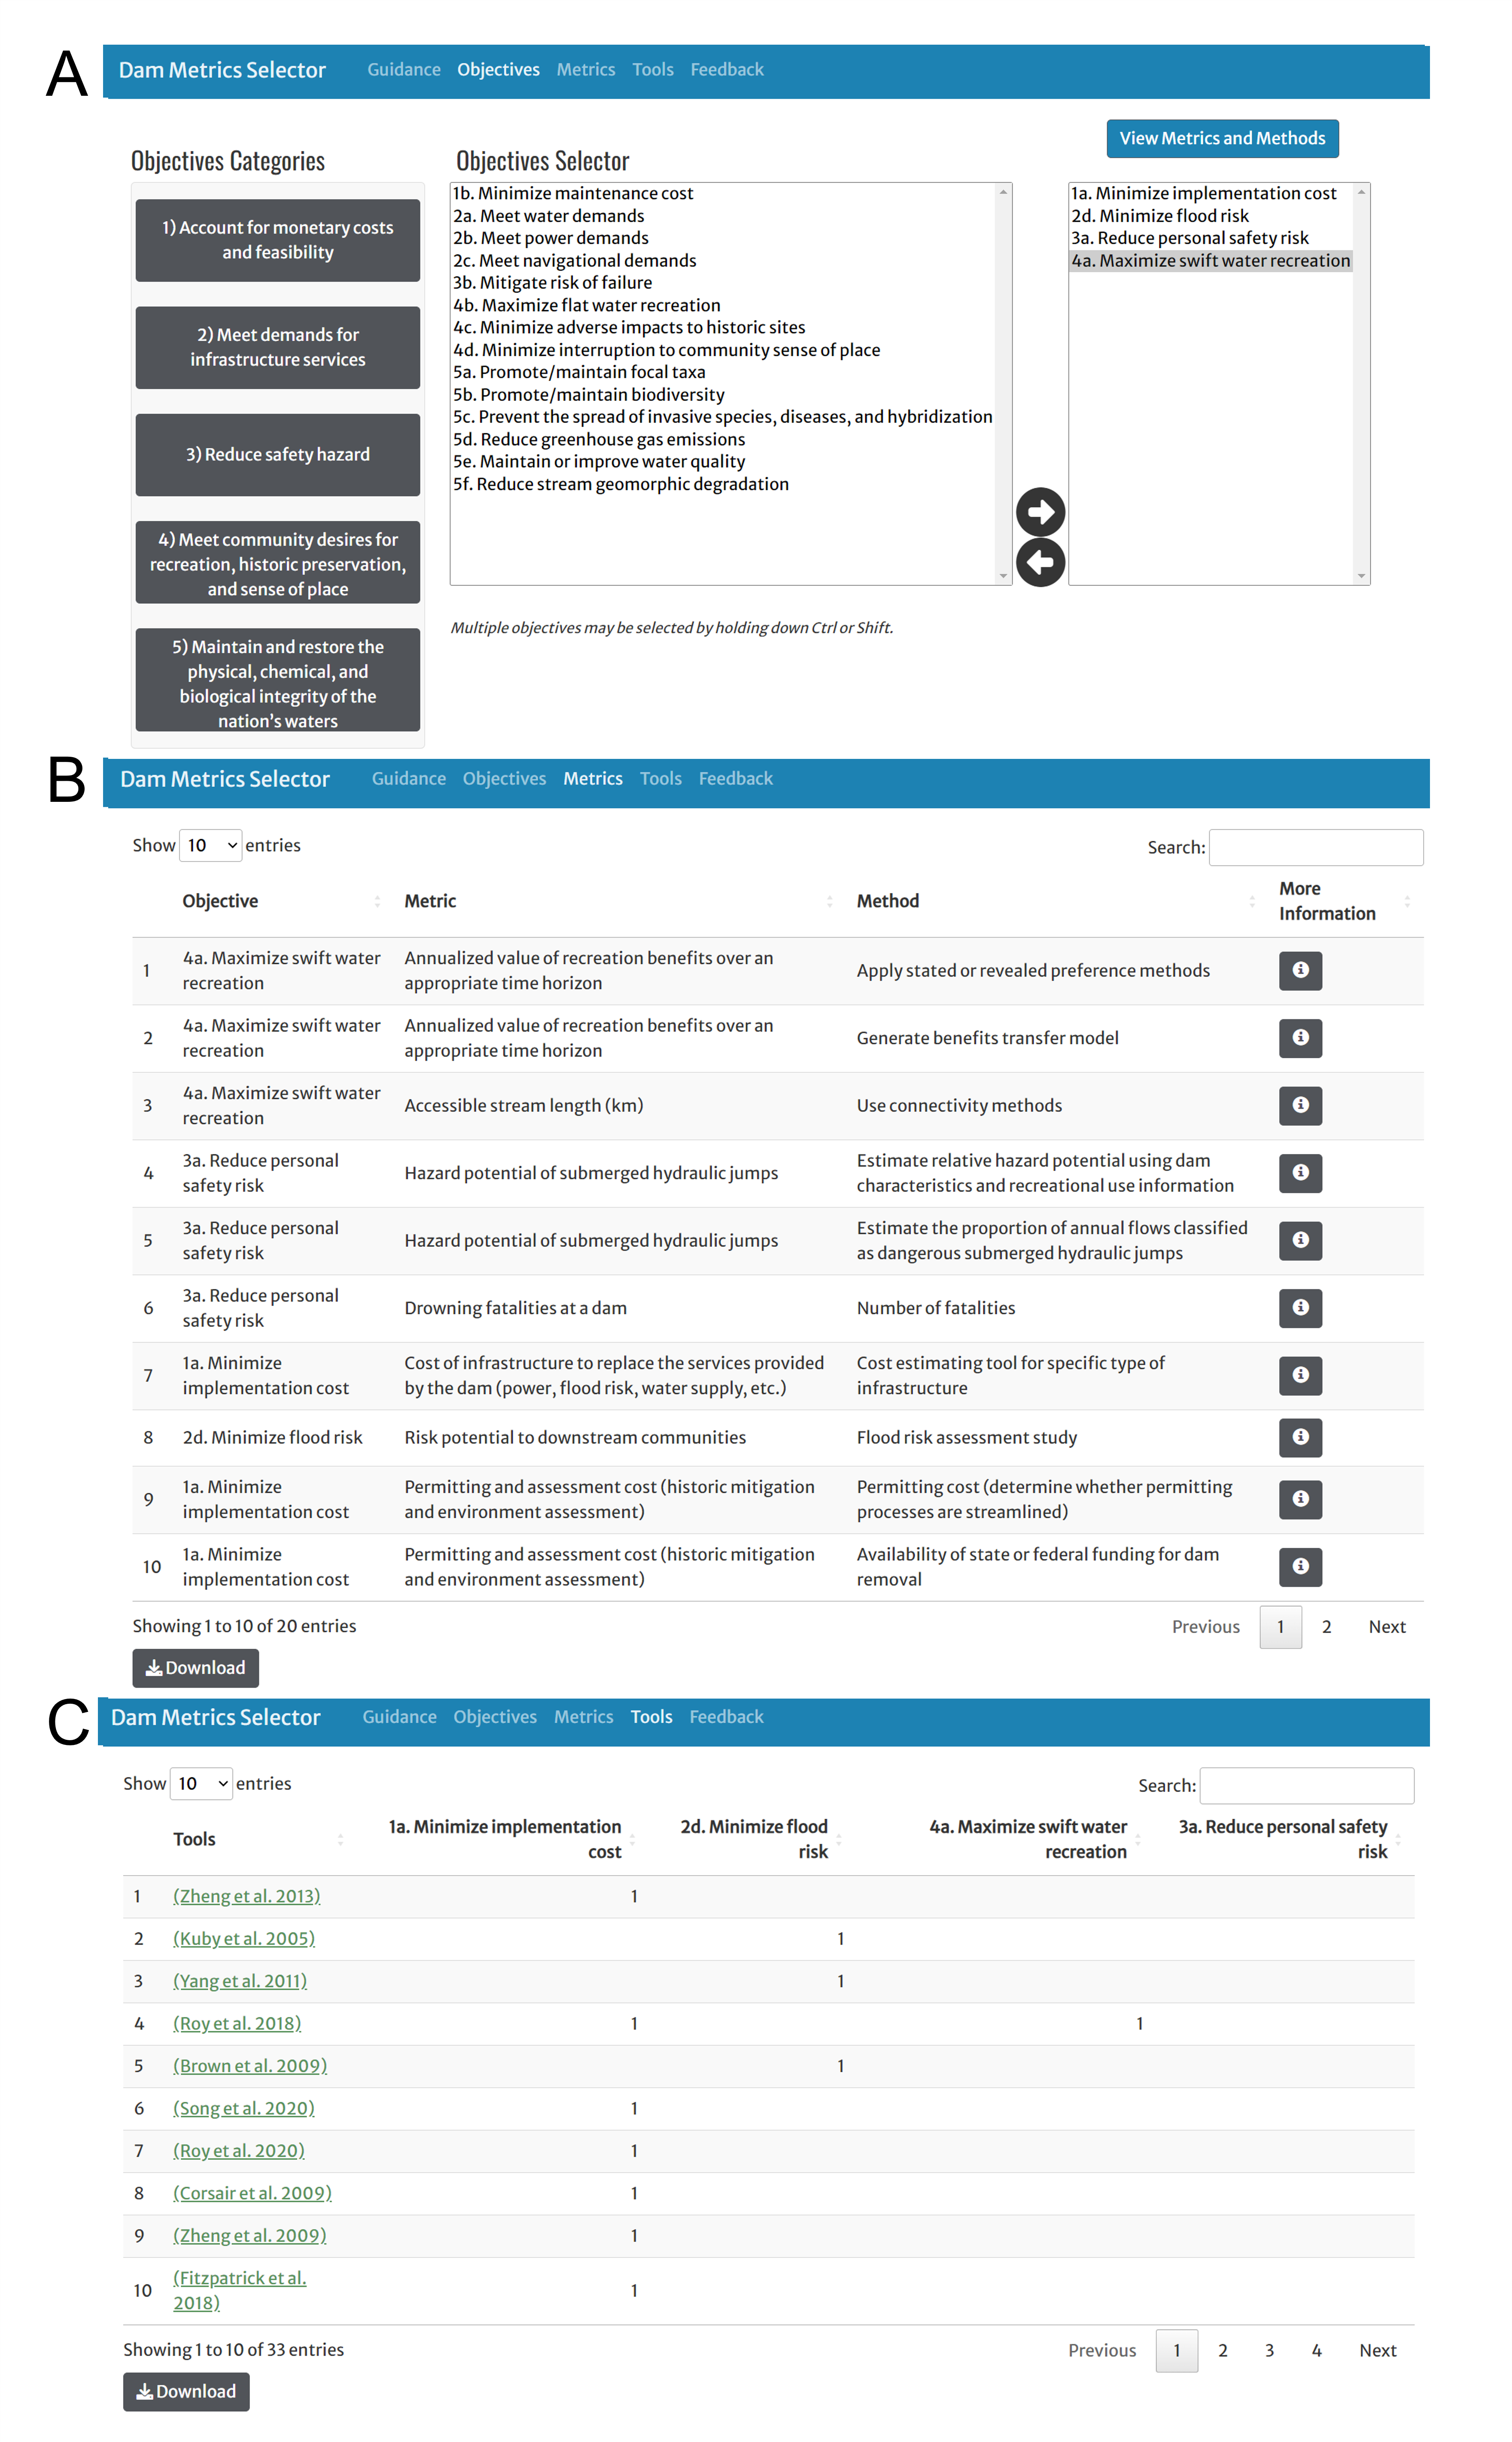 A
Dam Metrics Selector Guidance Objectives Metrics Tools Feedback
View Metrics and Methods
Objectives Categories
1) Account for monetary costs
and feasibility
2) Meet demands for
infrastructure services
3) Reduce safety hazard
4) Meet community desires for
recreation, historic preservation,
and sense of place
5) Maintain and restore the
physical, chemical, and
biological integrity of the
nation's waters
Objectives Selector
1b. Minimize maintenance cost
2a. Meet water demands
2b. Meet power demands
2c. Meet navigational demands
3b. Mitigate risk of failure
4b. Maximize flat water recreation
4c. Minimize adverse impacts to historic sites
4d. Minimize interruption to community sense of place
5a. Promote/maintain focal taxa
5b. Promote/maintain biodiversity
5c. Prevent the spread of invasive species, diseases, and hybridization
5d. Reduce greenhouse gas emissions
5e. Maintain or improve water quality
5f. Reduce stream geomorphic degradation
1a. Minimize implementation cost
2d. Minimize flood risk
3a. Reduce personal safety risk
4a. Maximize swift water recreation
Multiple objectives may be selected by holding down Ctrl or Shift.
B
Dam Metrics Selector Guidance Objectives Metrics Tools Feedback
Show 10 entries
Search:
Objective Metric Method More
Information
1 4a. Maximize swift water
recreation
Annualized value of recreation benefits over an
appropriate time horizon
Apply stated or revealed preference methods
2 4a. Maximize swift water
recreation
Annualized value of recreation benefits over an
appropriate time horizon
Generate benefits transfer model
3 4a. Maximize swift water
recreation
Accessible stream length (km)
Use connectivity methods
4 3a. Reduce personal
safety risk
Hazard potential of submerged hydraulic jumps
Estimate relative hazard potential using dam
characteristics and recreational use information
5 3a. Reduce personal
safety risk
Hazard potential of submerged hydraulic jumps
Estimate the proportion of annual flows classified
as dangerous submerged hydraulic jumps
6 3a. Reduce personal
safety risk
Drowning fatalities at a dam
Number of fatalities
7 1a. Minimize
implementation cost
Cost of infrastructure to replace the services provided
by the dam (power, flood risk, water supply, etc.)
Cost estimating tool for specific type of
infrastructure
8 2d. Minimize flood risk
Risk potential to downstream communities
Flood risk assessment study
9 1a. Minimize
implementation cost
Permitting and assessment cost (historic mitigation
and environment assessment)
Permitting cost (determine whether permitting
processes are streamlined)
10 1a. Minimize
implementation cost
Permitting and assessment cost (historic mitigation
and environment assessment)
Availability of state or federal funding for dam
removal
Showing 1 to 10 of 20 entries
Previous 1 2 Next
Download
C
Dam Metrics Selector Guidance Objectives Metrics Tools Feedback
Show 10 entries
Search:
Tools
1a. Minimize implementation
cost
2d. Minimize flood
risk
4a. Maximize swift water
recreation
3a. Reduce personal safety
risk
1 (Zheng et al. 2013) 1
2 (Kuby et al. 2005) 1
3 (Yang et al. 2011) 1
4 (Roy et al. 2018) 1 1
5 (Brown et al. 2009) 1
6 (Song et al. 2020) 1
7 (Roy et al. 2020) 1
8 (Corsair et al. 2009) 1
9 (Zheng et al. 2009) 1
10 (Fitzpatrick et al.
2018) 1
Showing 1 to 10 of 33 entries
Previous 1 2 3 4 Next
Download